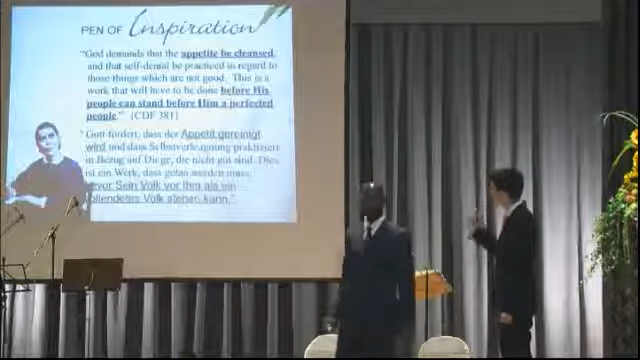 PEN OF Inspiration
"God demands that the appetite be cleansed,
and that self-denial be practiced in regard to
those things which are not good. This is a
work that will have to be done before His
people can stand before Him a perfected
people." {CDF 381}
"Gott fordert, dass der Appetit gereinigt
wird und dass Selbstverleugnung praktiziert
in Bezug auf Dinge, die nicht gut sind. Dies
ist ein Werk, dass getan werden muss,
bevor Sein Volk vor ihm als ein
vollendetes Volk stehen kann."